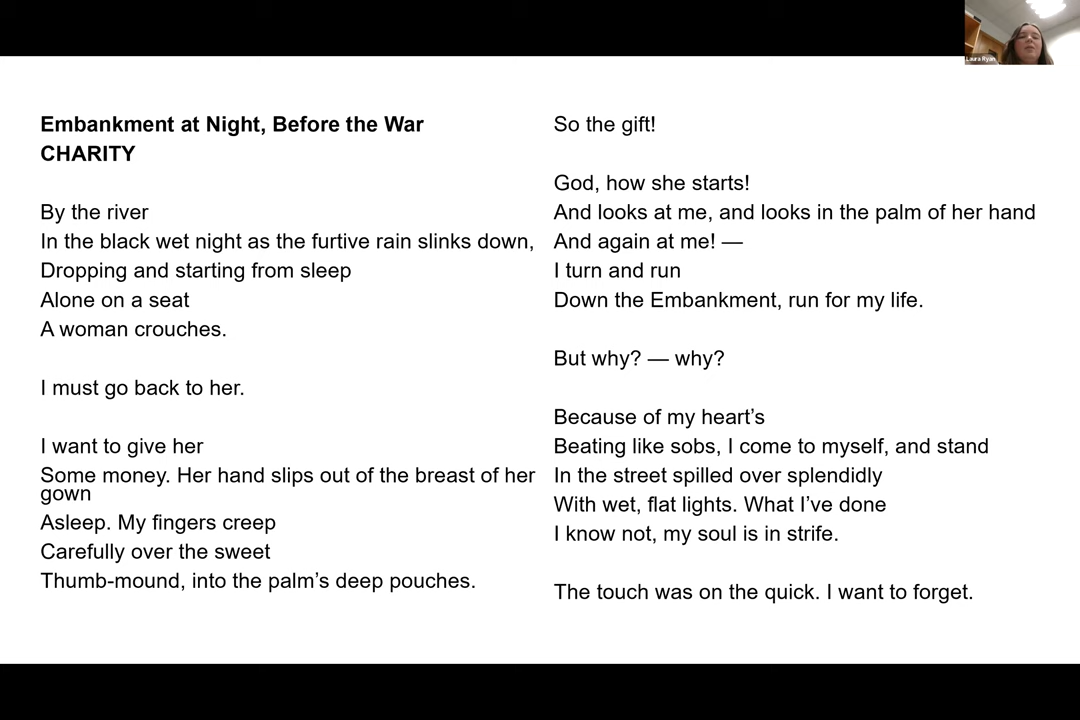 Embankment at Night, Before the War
CHARITY
By the river
In the black wet night as the furtive rain slinks down,
Dropping and starting from sleep
Alone on a seat
A woman crouches.
I must go back to her.
I want to give her
Some money. Her hand slips out of the breast of her
gown
Asleep. My fingers creep
Carefully over the sweet
Thumb-mound, into the palm’s deep pouches.
So the gift!
God, how she starts!
And looks at me, and looks in the palm of her hand
And again at me! —
I turn and run
Down the Embankment, run for my life.
But why? — why?
Because of my heart’s
Beating like sobs, I come to myself, and stand
In the street spilled over splendidly
With wet, flat lights. What I’ve done
I know not, my soul is in strife.
The touch was on the quick. I want to forget.
Laura Ryan